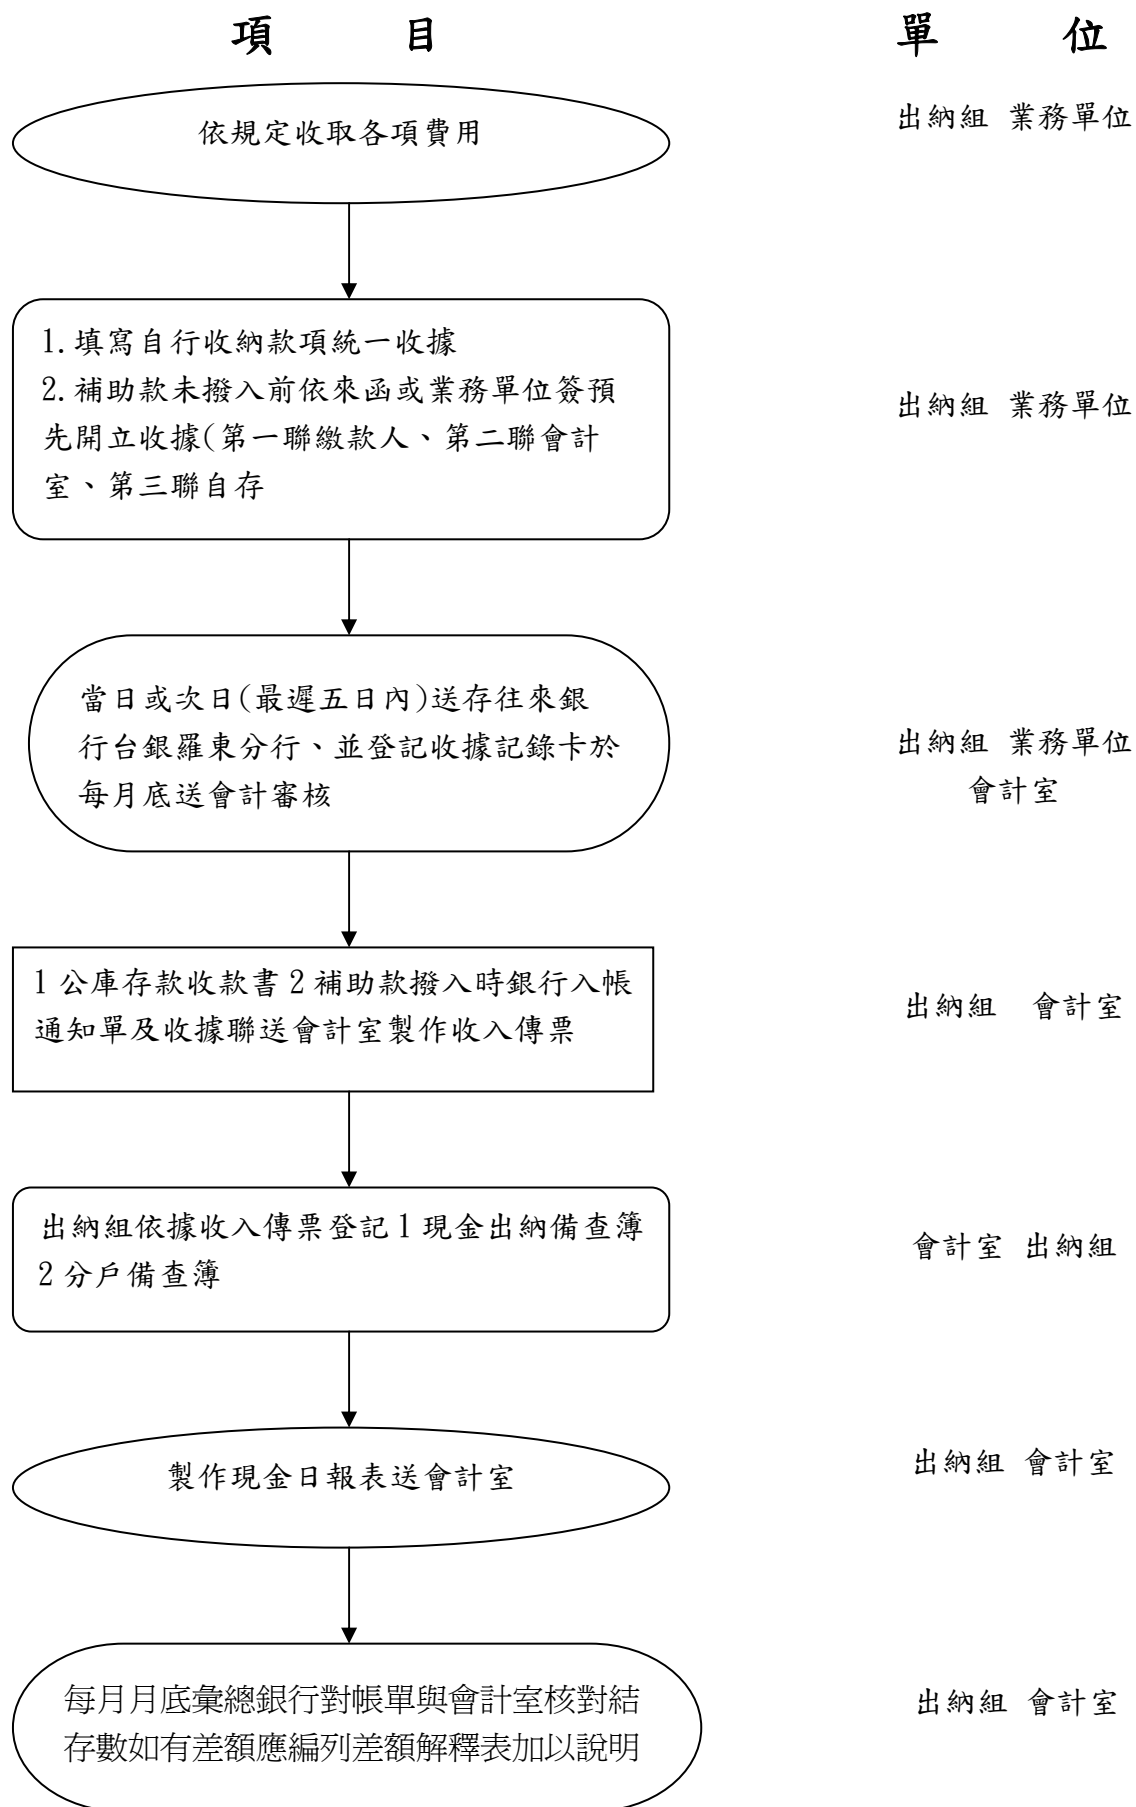 項 目 單 位
依規定收取各項費用
出納組 業務單位
1.填寫自行收納款項統一收據
2.補助款未撥入前依來函或業務單位簽預
先開立收據(第一聯繳款人、第二聯會計
室、第三聯自存
出納組 業務單位
當日或次日(最遲五日內)送存往來銀
行台銀羅東分行、並登記收據記錄卡於
每月底送會計審核
出納組 業務單位
會計室
1公庫存款收款書2補助款撥入時銀行入帳
通知單及收據聯送會計室製作收入傳票
出納組 會計室
出納組依據收入傳票登記1現金出納備查簿
2分戶備查簿
會計室 出納組
製作現金日報表送會計室
出納組 會計室
每月月底彙總銀行對帳單與會計室核對結
存數如有差額應編列差額解釋表加以說明
出納組 會計室